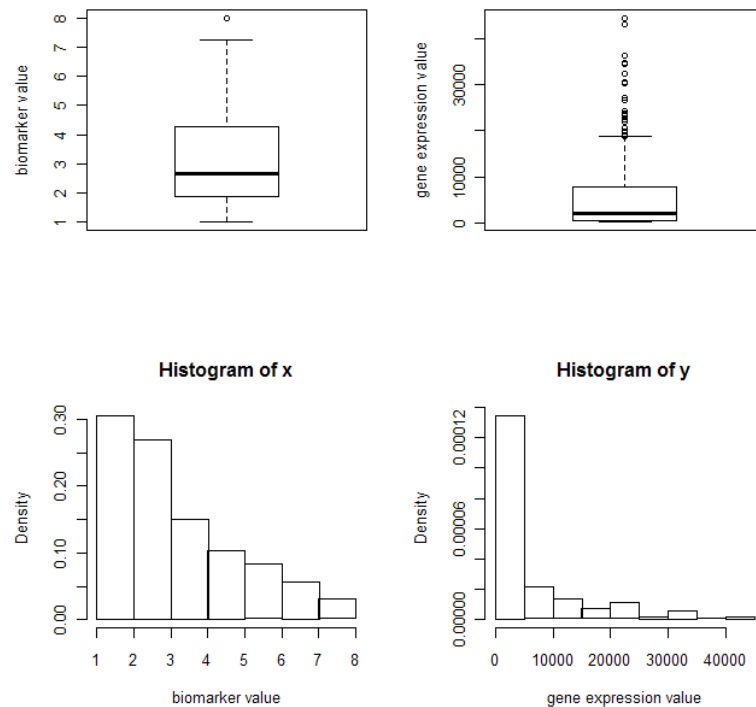 biomarker value
1 2 3 4 5 6 7 8
gene expression value
0 10000 30000
Histogram of x
Density
0.00 0.10 0.20 0.30
1 2 3 4 5 6 7 8
biomarker value
Histogram of y
Density
0.00000 0.00006 0.00012
0 10000 20000 30000 40000
gene expression value